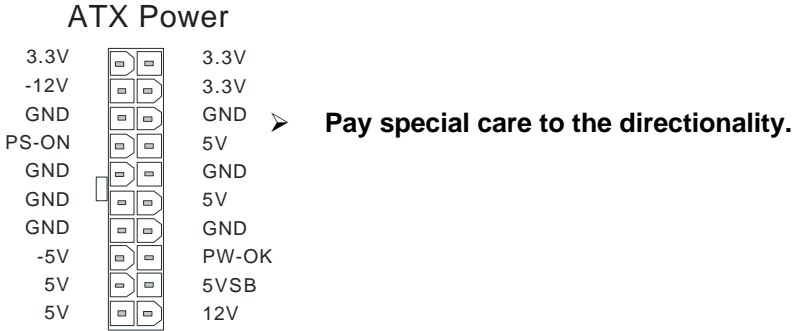 ATX Power
3.3V 3.3V
-12V 3.3V
GND GND
➢ Pay special care to the directionality.
PS-ON 5V
GND GND
GND 5V
GND GND
-5V PW-OK
5V 5VSB
5V 12V